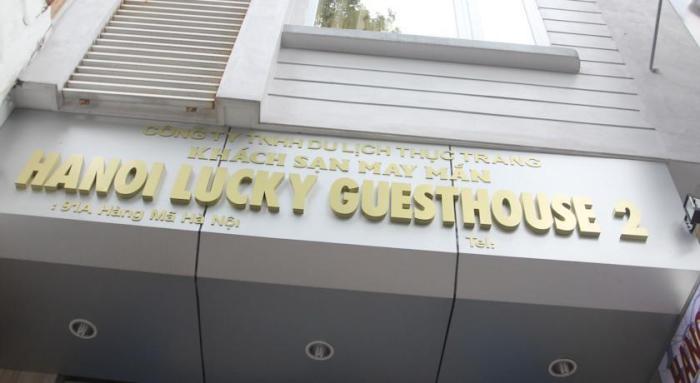 CÔNG TY TNHH DU LỊCH THỤC TRANG
KHÁCH SẠN MAY MẮN
HANOI LUCKY GUESTHOUSE 2
: 91A Hàng Mã Hà Nội
Tel: